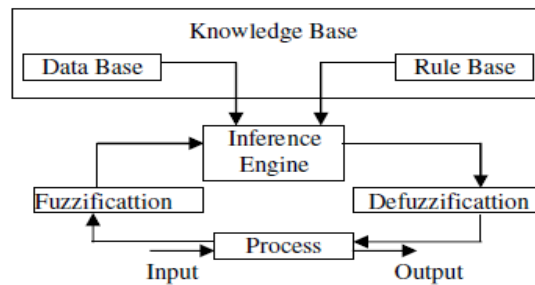 Knowledge Base
Data Base
Rule Base
Inference
Engine
Fuzzificattion
Defuzzificattion
Process
Input
Output